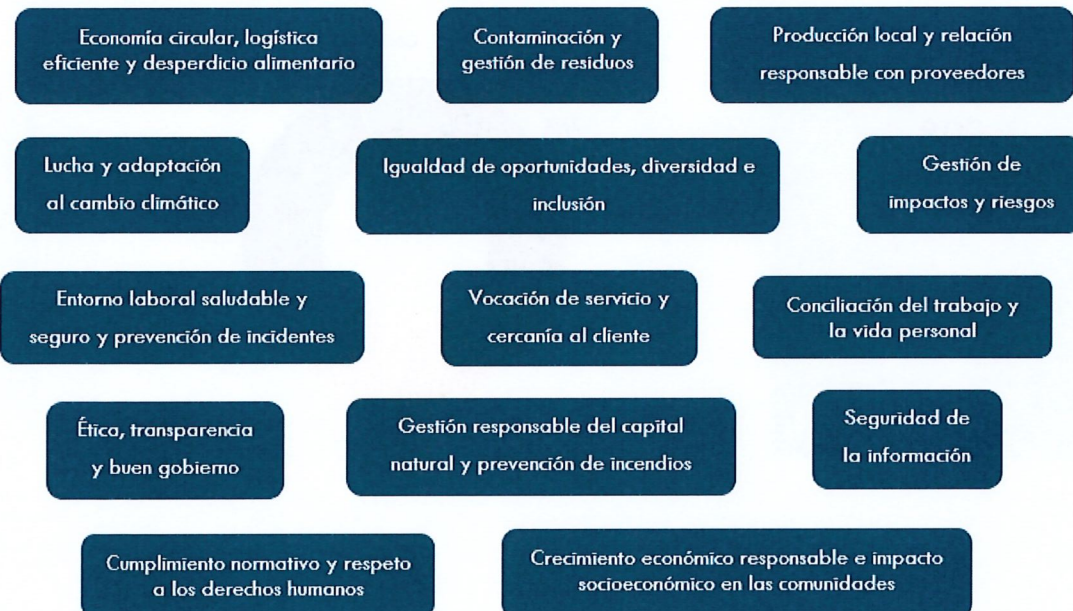 Economía circular, logística
eficiente y desperdicio alimentario
Contaminación y
gestión de residuos
Producción local y relación
responsable con proveedores
Lucha y adaptación
al cambio climático
Igualdad de oportunidades, diversidad e
inclusión
Gestión de
impactos y riesgos
Entorno laboral saludable y
seguro y prevención de incidentes
Vocación de servicio y
cercanía al cliente
Conciliación del trabajo y
la vida personal
Ética, transparencia
y buen gobierno
Gestión responsable del capital
natural y prevención de incendios
Seguridad de
la información
Cumplimiento normativo y respeto
a los derechos humanos
Crecimiento económico responsable e impacto
socioeconómico en las comunidades